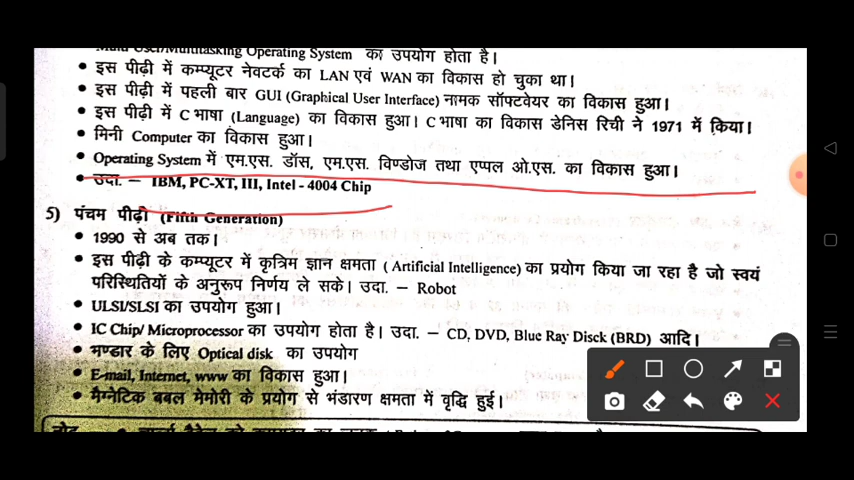 Multi User/Multitasking Operating System का उपयोग होता है।
• इस पीढ़ी में कम्प्यूटर नेवटर्क का LAN एवं WAN का विकास हो चुका था।
• इस पीढ़ी में पहली बार GUI (Graphical User Interface) नामक सॉफ्टवेयर का विकास हुआ।
• इस पीढ़ी में C भाषा (Language) का विकास हुआ। C भाषा का विकास डेनिस रिची ने 1971 में किया।
• मिनी Computer का विकास हुआ।
• Operating System में एम.एस. डॉस, एम.एस. विण्डोज तथा एप्पल ओ.एस. का विकास हुआ।
• उदा. – IBM, PC-XT, III, Intel - 4004 Chip
5) पंचम पीढ़ी (Fifth Generation)
• 1990 से अब तक।
• इस पीढ़ी के कम्प्यूटर में कृत्रिम ज्ञान क्षमता ( Artificial Intelligence) का प्रयोग किया जा रहा है जो स्वयं
परिस्थितियों के अनुरूप निर्णय ले सके। उदा. – Robot
• ULSI/SLSI का उपयोग हुआ।
• IC Chip/ Microprocessor का उपयोग होता है। उदा. – CD, DVD, Blue Ray Disck (BRD) आदि।
• भण्डार के लिए Optical disk का उपयोग
• E-mail, Internet, www का विकास हुआ।
• मैग्नेटिक बबल मैमोरी के प्रयोग से भंडारण क्षमता में वृद्धि हुई।